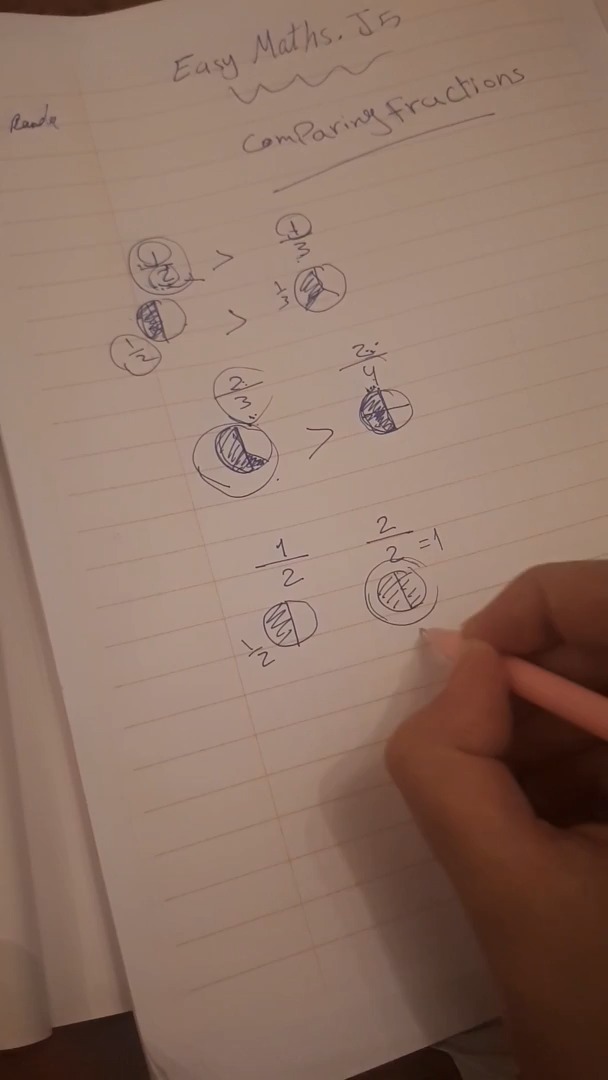 Easy Maths. J5
Randa
Comparing fractions
1/2 > 1/3
> 1/3
1/2
2/3 2/4
>
1/2 2/2 = 1
1/2